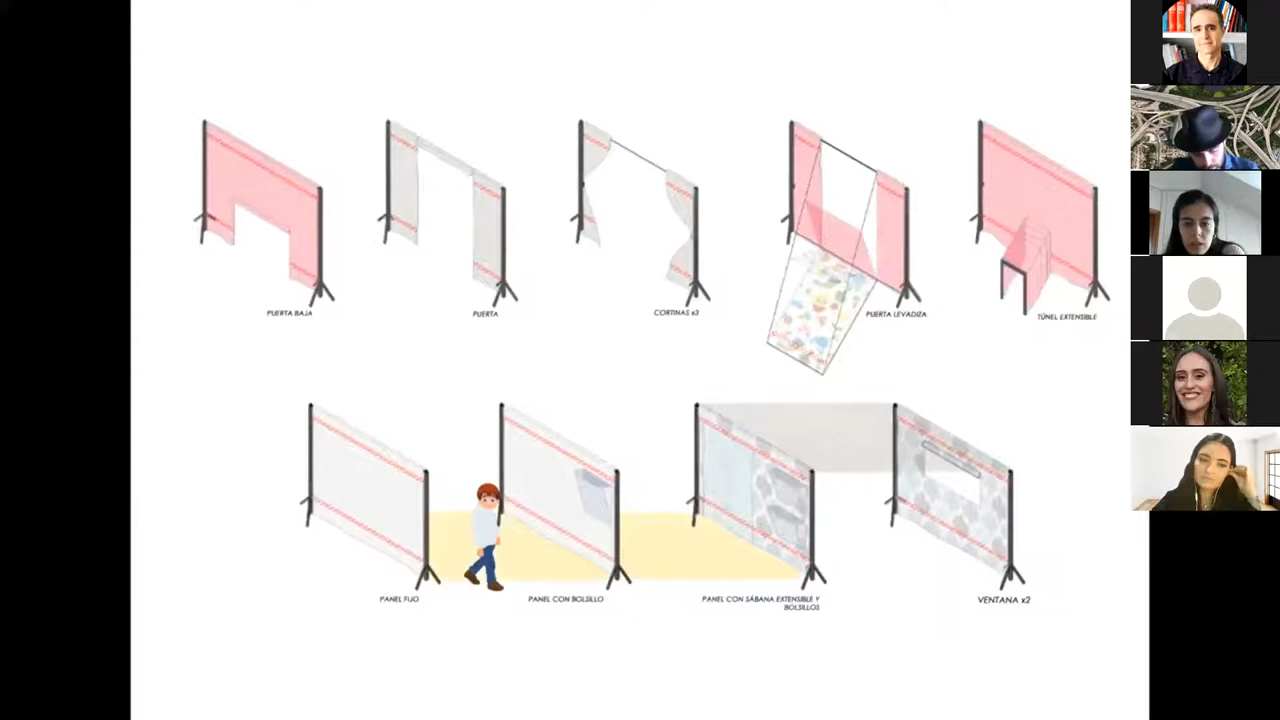 PUERTA BAJA
PUERTA
CORTINAS x3
PUERTA LEVADIZA
TÚNEL EXTENSIBLE
PANEL FIJO
PANEL CON BOLSILLO
PANEL CON SÁBANA EXTENSIBLE Y
BOLSILLOS
VENTANA x2